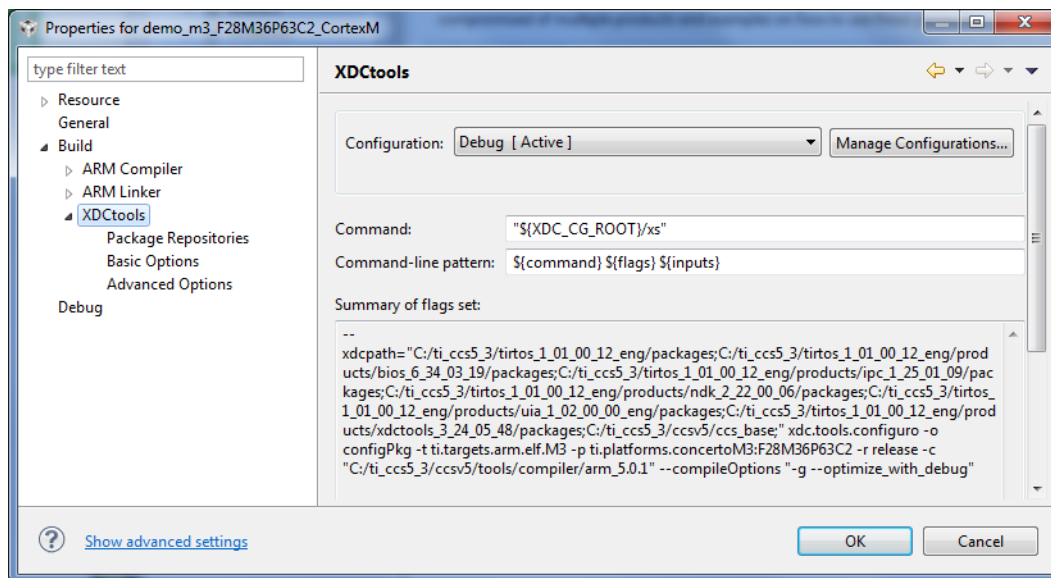 Properties for demo_m3_F28M36P63C2_CortexM
type filter text
Resource
General
Build
ARM Compiler
ARM Linker
XDCtools
Package Repositories
Basic Options
Advanced Options
Debug
XDCtools
Configuration: Debug [ Active ] Manage Configurations...
Command: "${XDC_CG_ROOT}/xs"
Command-line pattern: ${command} ${flags} ${inputs}
Summary of flags set:
--
xdcpath="C:/ti_ccs5_3/tirtos_1_01_00_12_eng/packages;C:/ti_ccs5_3/tirtos_1_01_00_12_eng/prod
ucts/bios_6_34_03_19/packages;C:/ti_ccs5_3/tirtos_1_01_00_12_eng/products/ipc_1_25_01_09/pac
kages;C:/ti_ccs5_3/tirtos_1_01_00_12_eng/products/ndk_2_22_00_06/packages;C:/ti_ccs5_3/tirtos_
1_01_00_12_eng/products/uia_1_02_00_00_eng/packages;C:/ti_ccs5_3/tirtos_1_01_00_12_eng/prod
ucts/xdctools_3_24_05_48/packages;C:/ti_ccs5_3/ccsv5/ccs_base;" xdc.tools.configuro -o
configPkg -t ti.targets.arm.elf.M3 -p ti.platforms.concertoM3:F28M36P63C2 -r release -c
"C:/ti_ccs5_3/ccsv5/tools/compiler/arm_5.0.1" --compileOptions "-g --optimize_with_debug"
Show advanced settings
OK
Cancel